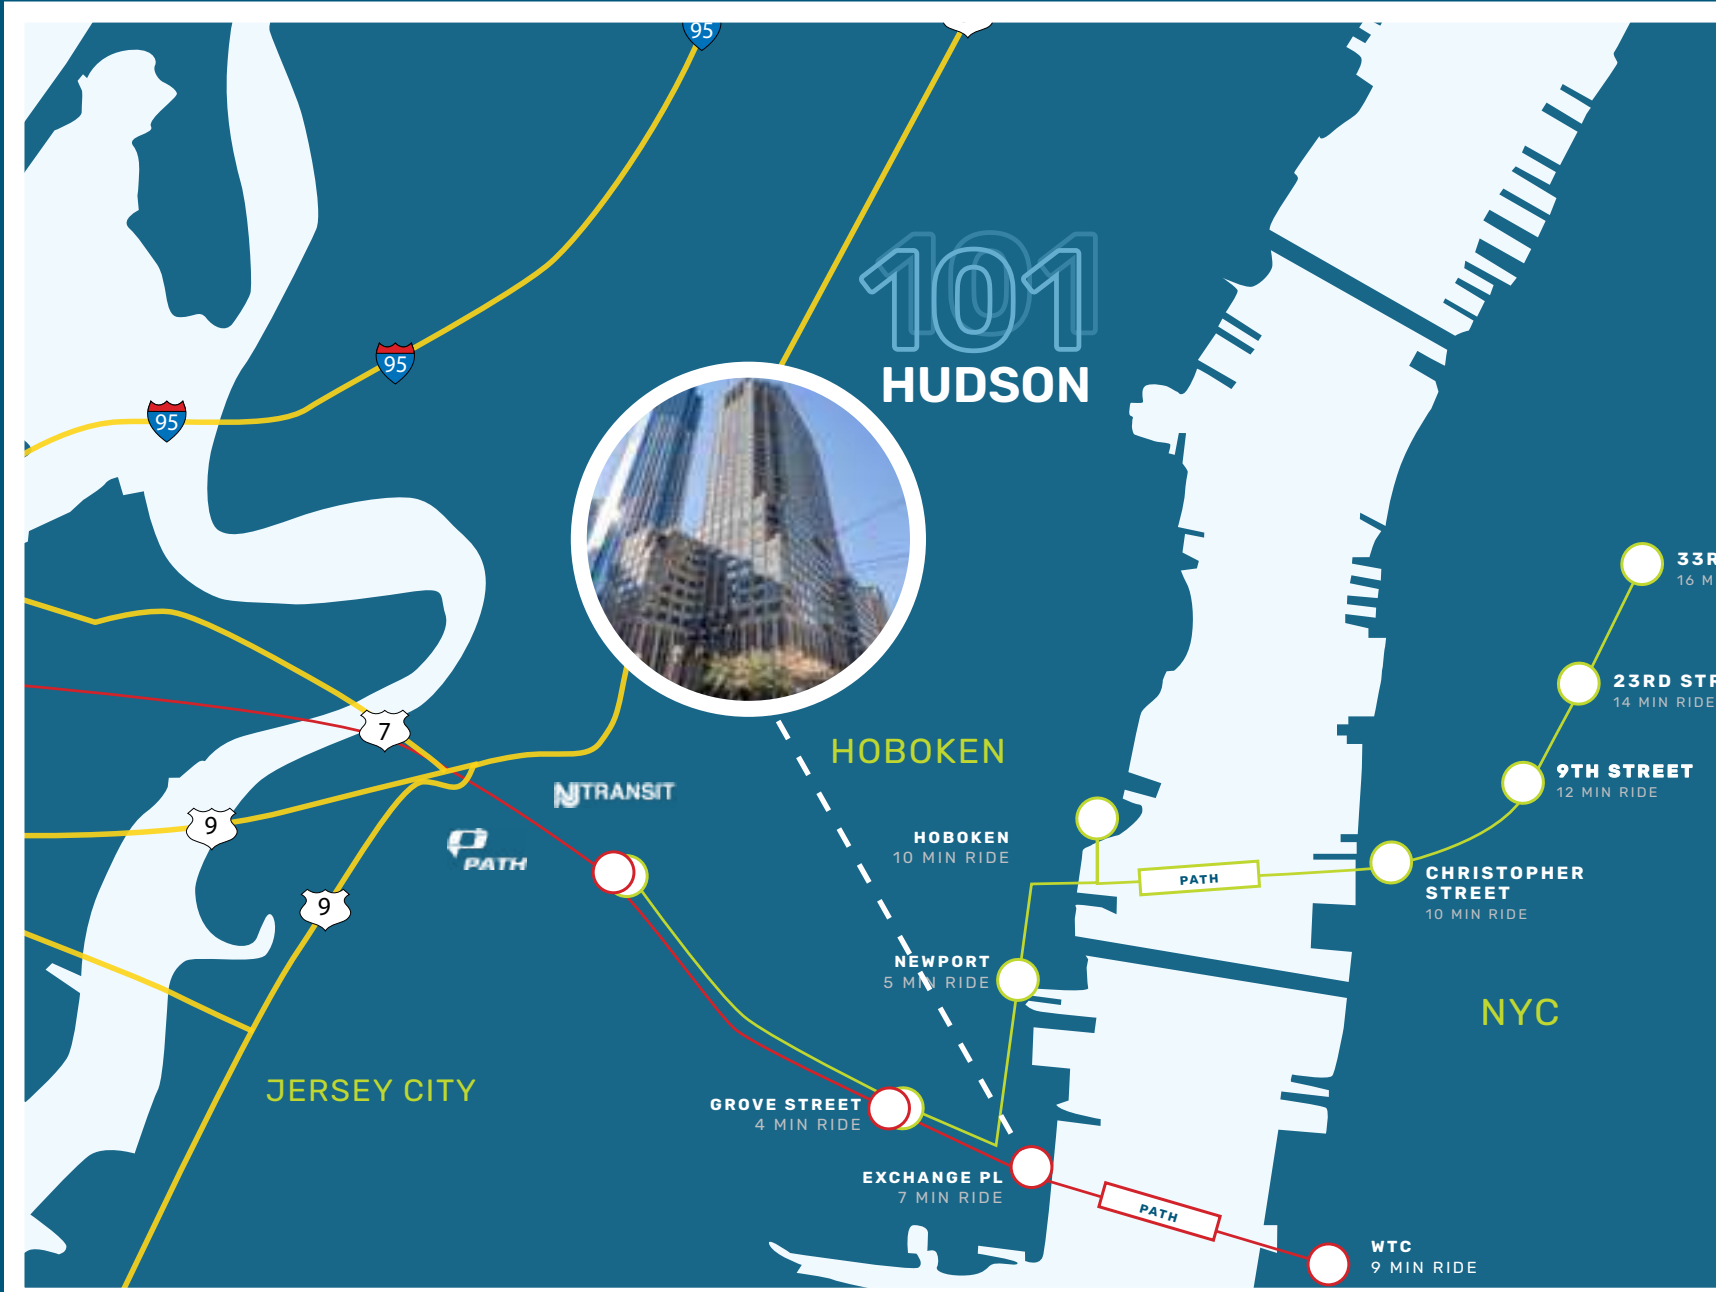 95
101
HUDSON
95
95
33R
16 M
23RD STR
14 MIN RIDE
7
HOBOKEN
9TH STREET
12 MIN RIDE
NJTRANSIT
9
HOBOKEN
10 MIN RIDE
PATH
PATH
CHRISTOPHER
STREET
10 MIN RIDE
9
NEWPORT
5 MIN RIDE
NYC
JERSEY CITY
GROVE STREET
4 MIN RIDE
EXCHANGE PL
7 MIN RIDE
PATH
WTC
9 MIN RIDE